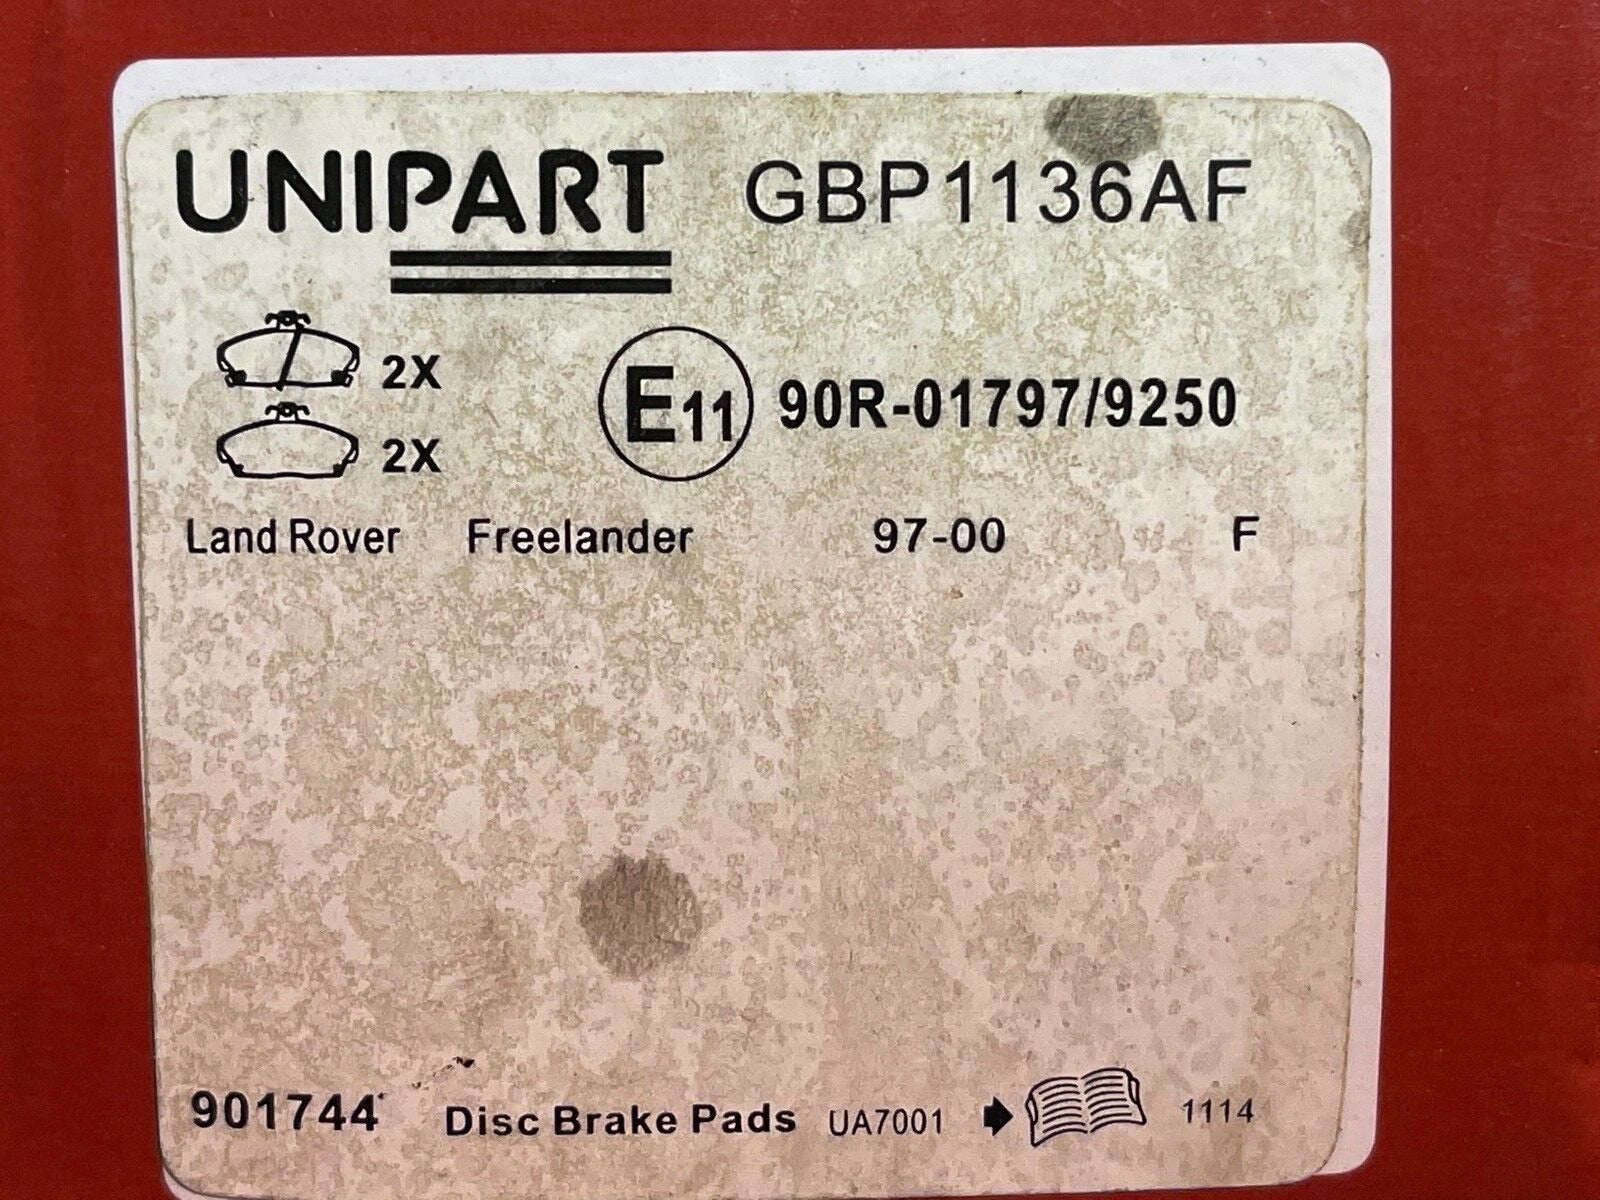 UNIPART GBP1136AF
2X
E11 90R-01797/9250
2X
Land Rover Freelander 97-00 F
901744 Disc Brake Pads UA7001 1114